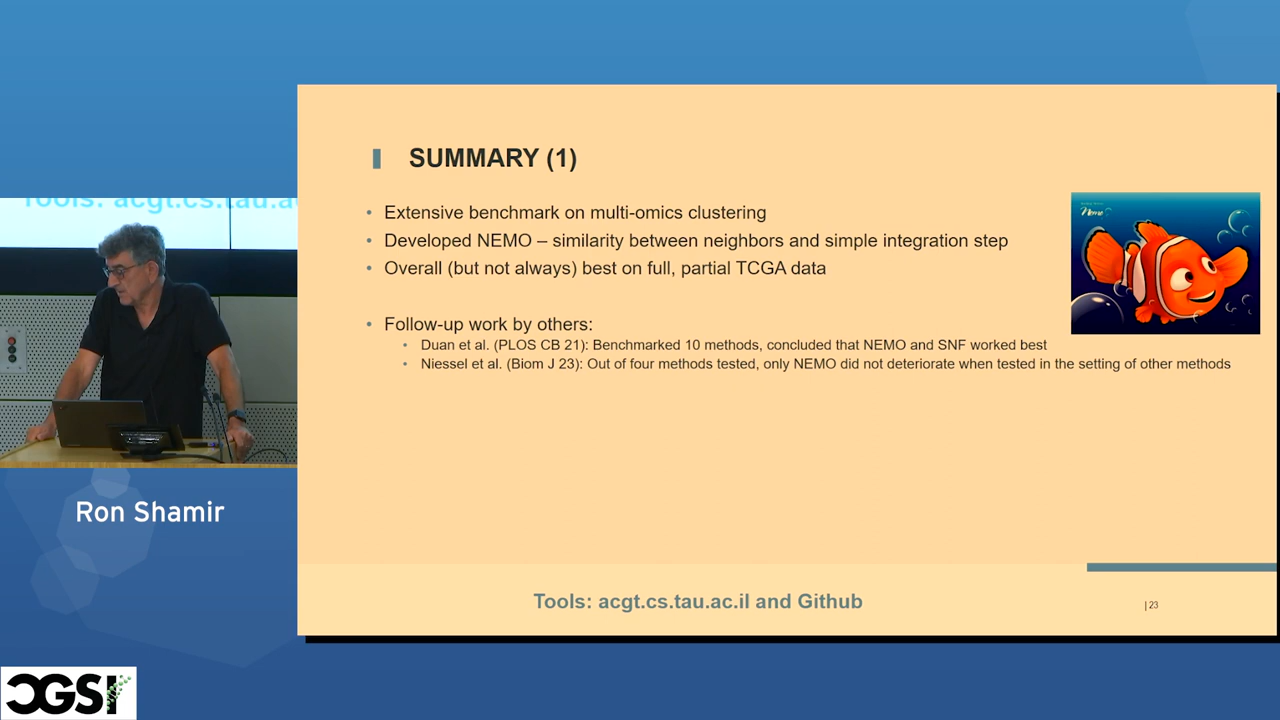 SUMMARY (1)
• Extensive benchmark on multi-omics clustering
• Developed NEMO – similarity between neighbors and simple integration step
• Overall (but not always) best on full, partial TCGA data
Nemo
• Follow-up work by others:
• Duan et al. (PLOS CB 21): Benchmarked 10 methods, concluded that NEMO and SNF worked best
• Niessel et al. (Biom J 23): Out of four methods tested, only NEMO did not deteriorate when tested in the setting of other methods
Tools: acgt.cs.tau.ac.il and Github
| 23
Tools: acgt.cs.tau.a
Ron Shamir
CGSI